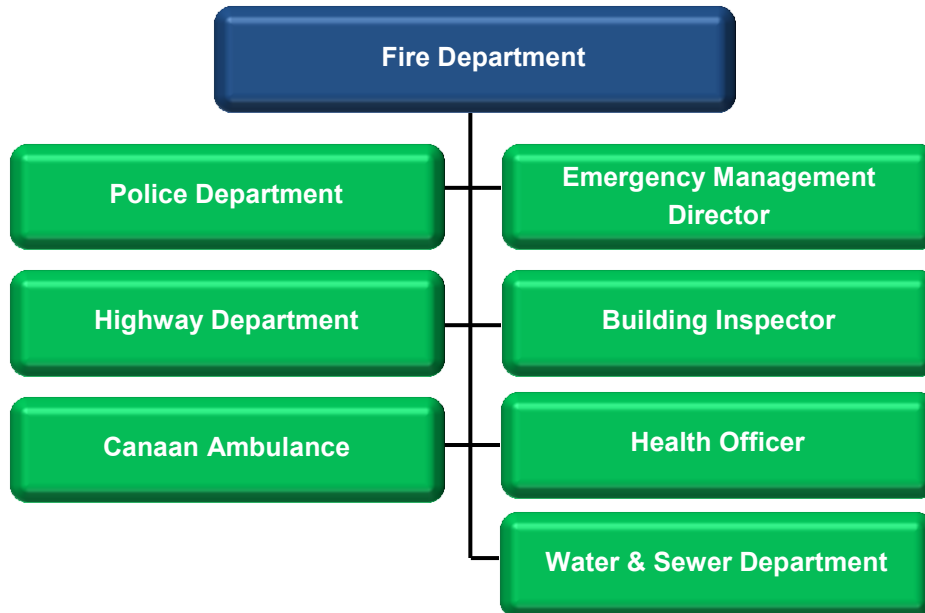 Fire Department
Police Department
Emergency Management
Director
Highway Department
Building Inspector
Canaan Ambulance
Health Officer
Water & Sewer Department